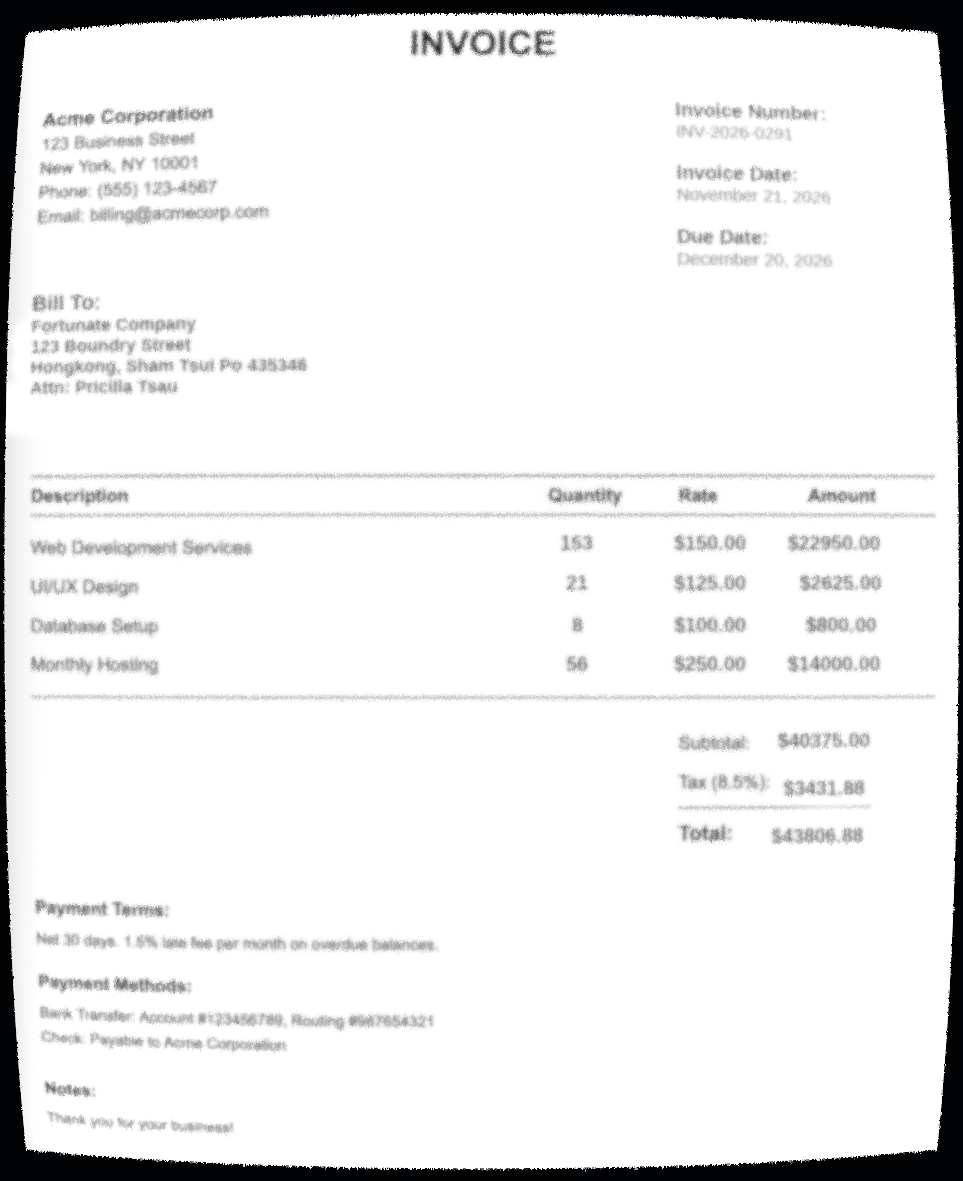 INVOICE
Acme Corporation
123 Business Street
New York, NY 10001
Phone: (555) 123-4567
Email: billing@acmecorp.com
Invoice Number:
INV-2026-0291
Invoice Date:
November 21, 2026
Due Date:
December 20, 2026
Bill To:
Fortunate Company
123 Boundry Street
Hongkong, Sham Tsui Po 435346
Attn: Pricilla Tsau
Description Quantity Rate Amount
Web Development Services 153 $150.00 $22950.00
UI/UX Design 21 $125.00 $2625.00
Database Setup 8 $100.00 $800.00
Monthly Hosting 56 $250.00 $14000.00
Subtotal: $40375.00
Tax (8.5%): $3431.88
Total: $43806.88
Payment Terms:
Net 30 days. 1.5% late fee per month on overdue balances.
Payment Methods:
Bank Transfer: Account #123456789, Routing #987654321
Check: Payable to Acme Corporation
Notes:
Thank you for your business!